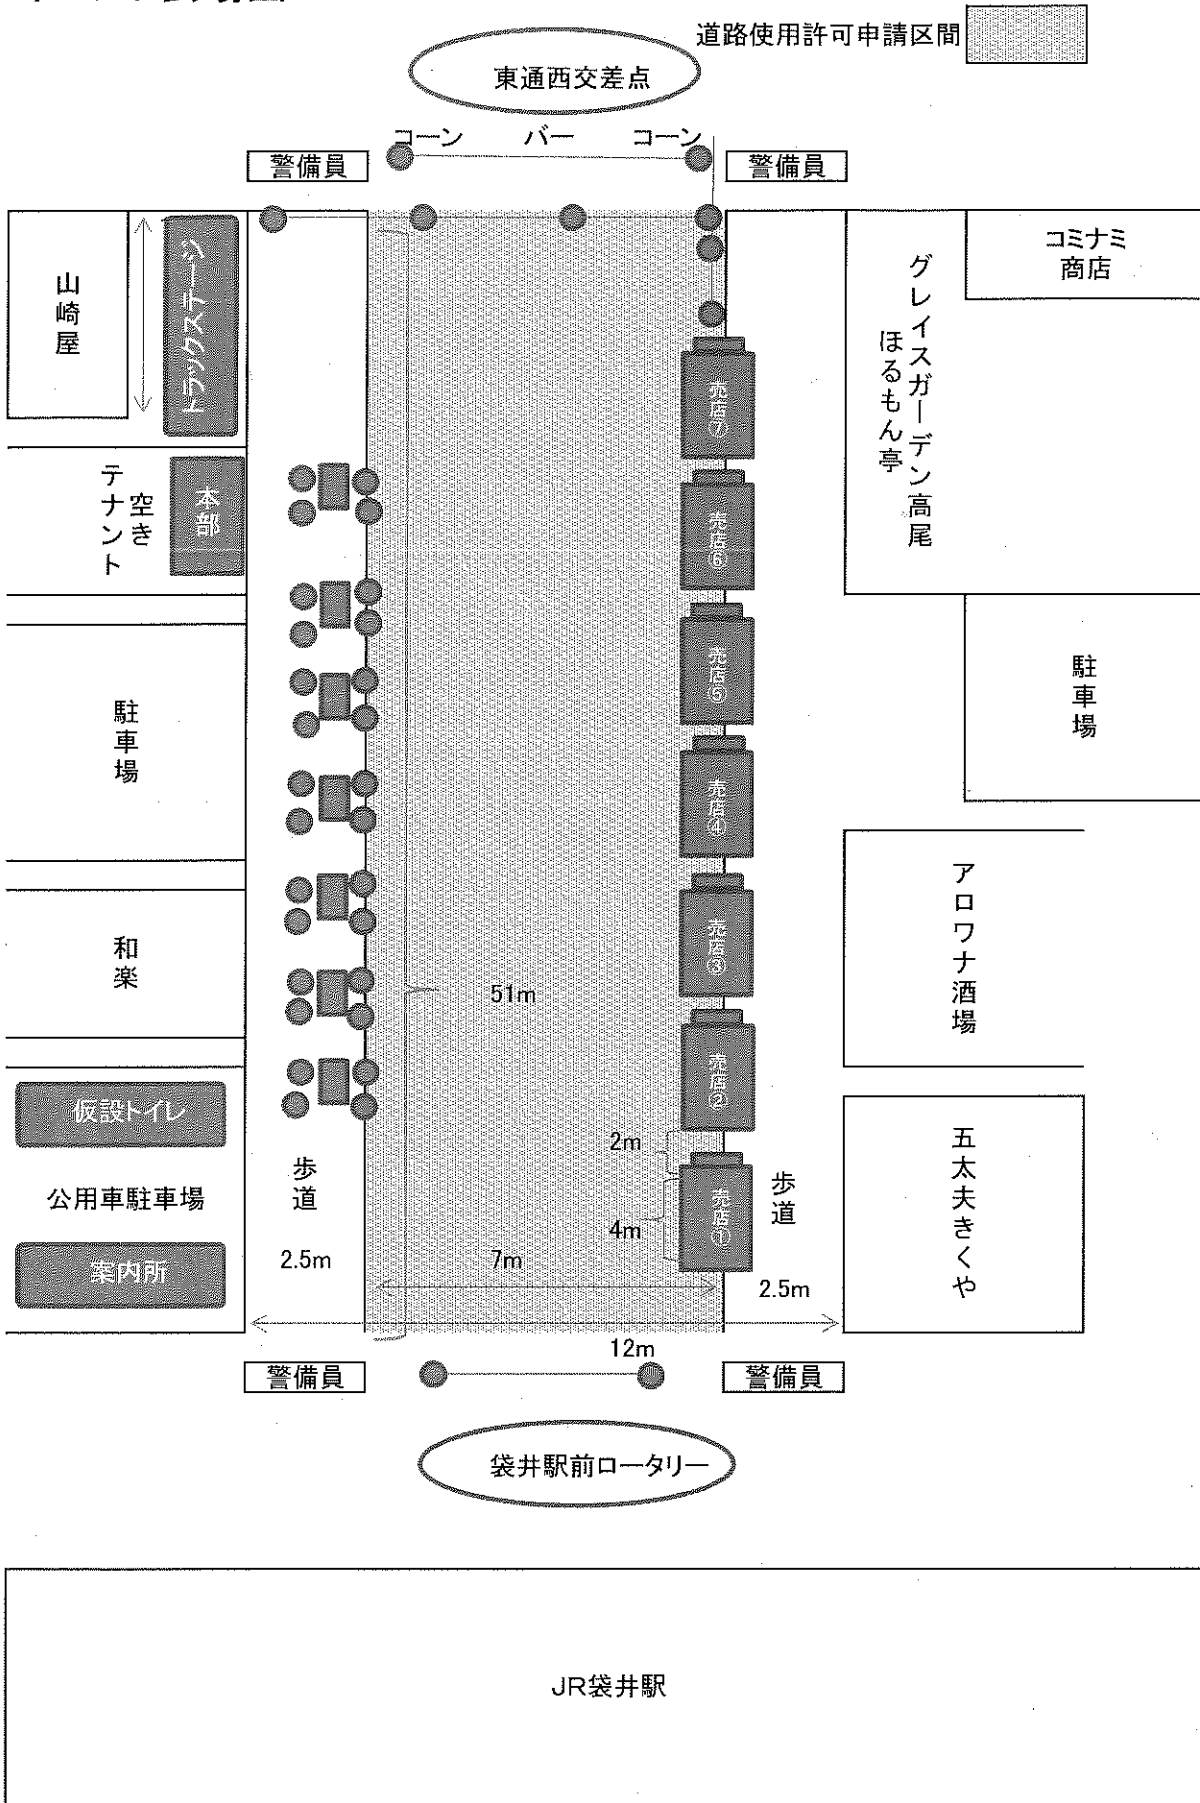 道路使用許可申請区間
東通西交差点
コーン
バー
コーン
警備員
警備員
山崎屋
トラックステージ
コミナミ
商店
グレイスガーデン高尾
ほるもん亭
売店⑦
空き
テナント
本部
売店⑥
売店⑤
駐車場
駐車場
売店④
アロワナ酒場
和楽
売店③
51m
売店②
仮設トイレ
2m
五太夫きくや
歩道
歩道
公用車駐車場
売店①
4m
案内所
2.5m
7m
2.5m
12m
警備員
警備員
袋井駅前ロータリー
JR袋井駅